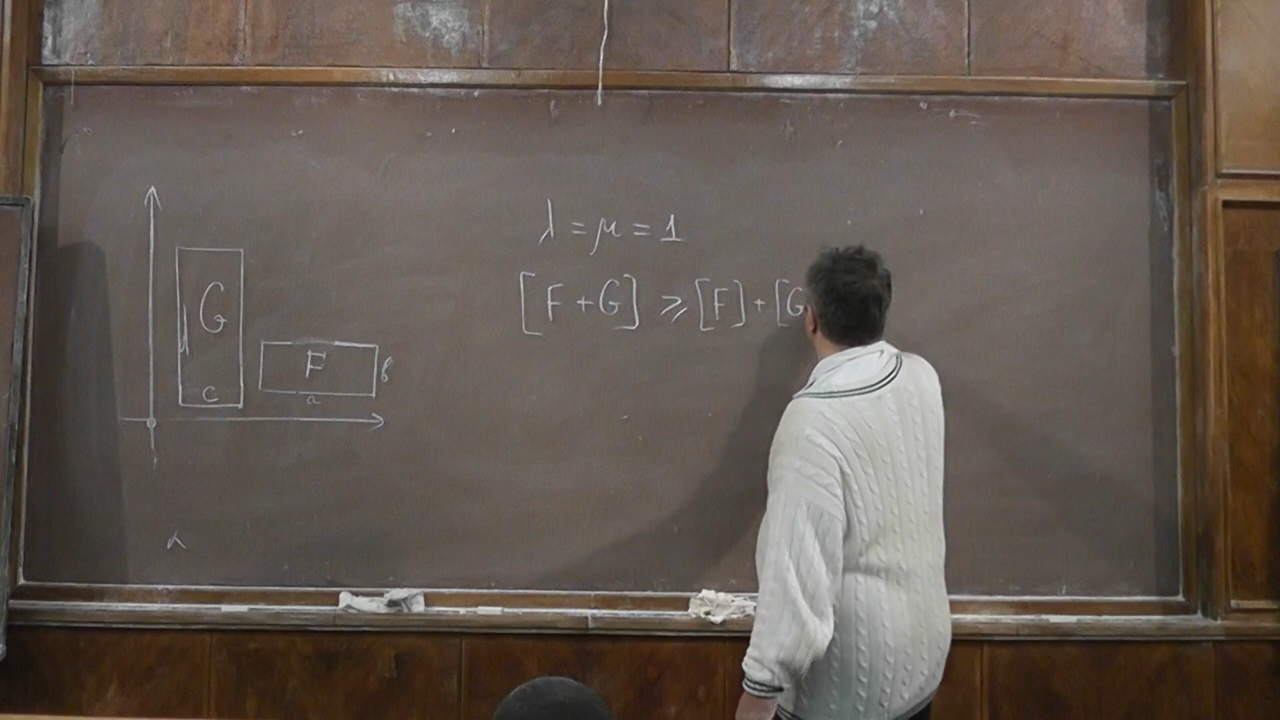 λ = μ = 1
[F + G] ⩾ [F] + [G
G
F
c
a
b